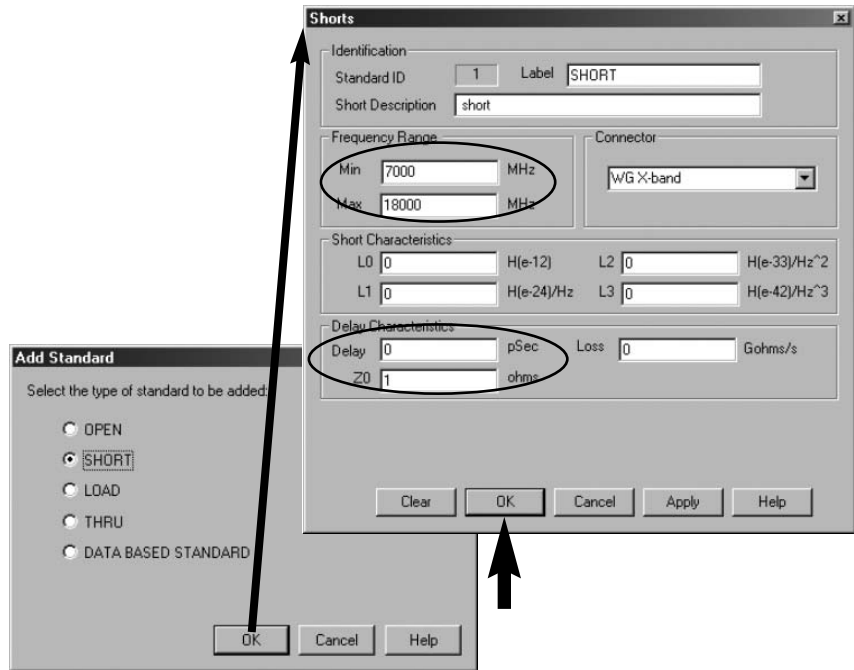 Shorts
Identification
Standard ID 1 Label SHORT
Short Description short
Frequency Range
Min 7000 MHz
Max 18000 MHz
Connector
WG X-band
Short Characteristics
L0 0 H(e-12) L2 0 H(e-33)/Hz^2
L1 0 H(e-24)/Hz L3 0 H(e-42)/Hz^3
Delay Characteristics
Delay 0 pSec Loss 0 Gohms/s
Z0 1 ohms
Clear OK Cancel Apply Help
Add Standard
Select the type of standard to be added:
OPEN
SHORT
LOAD
THRU
DATA BASED STANDARD
OK Cancel Help